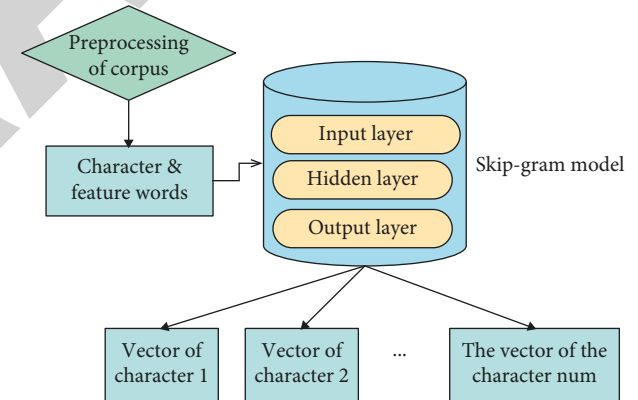 Preprocessing
of corpus
Character &
feature words
Input layer
Hidden layer
Output layer
Skip-gram model
Vector of
character 1
Vector of
character 2
...
The vector of the
character num